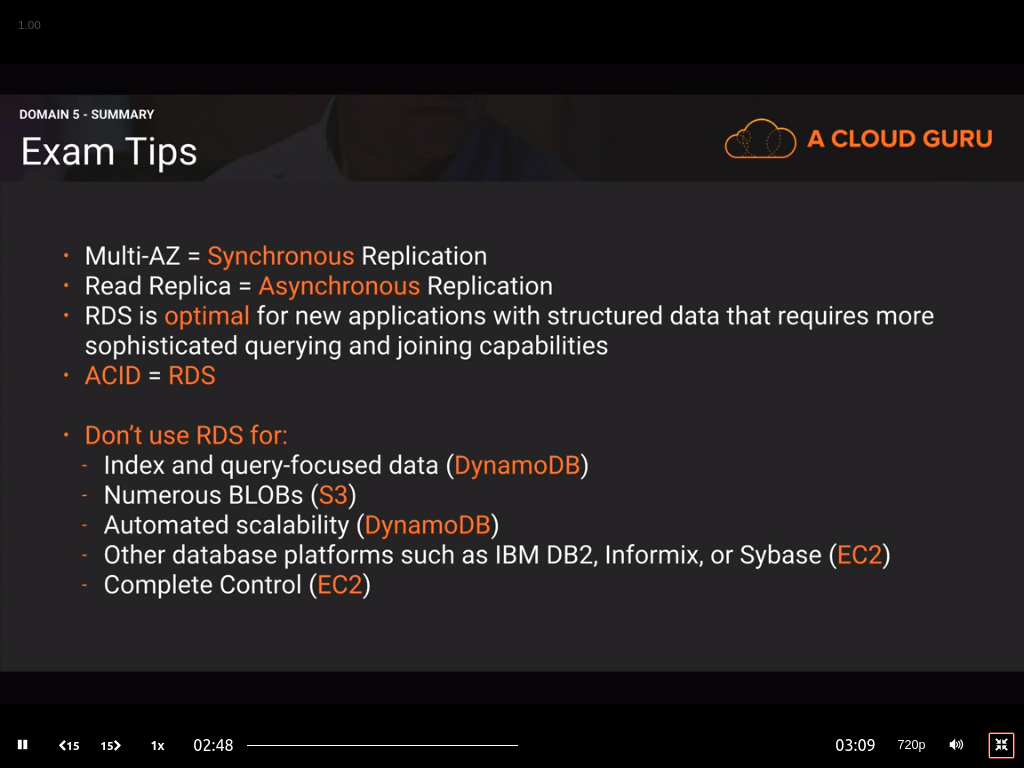 1.00
DOMAIN 5 - SUMMARY
Exam Tips
A CLOUD GURU
• Multi-AZ = Synchronous Replication
• Read Replica = Asynchronous Replication
• RDS is optimal for new applications with structured data that requires more
sophisticated querying and joining capabilities
• ACID = RDS
• Don’t use RDS for:
- Index and query-focused data (DynamoDB)
- Numerous BLOBs (S3)
- Automated scalability (DynamoDB)
- Other database platforms such as IBM DB2, Informix, or Sybase (EC2)
- Complete Control (EC2)
15 15 1x 02:48 03:09 720p